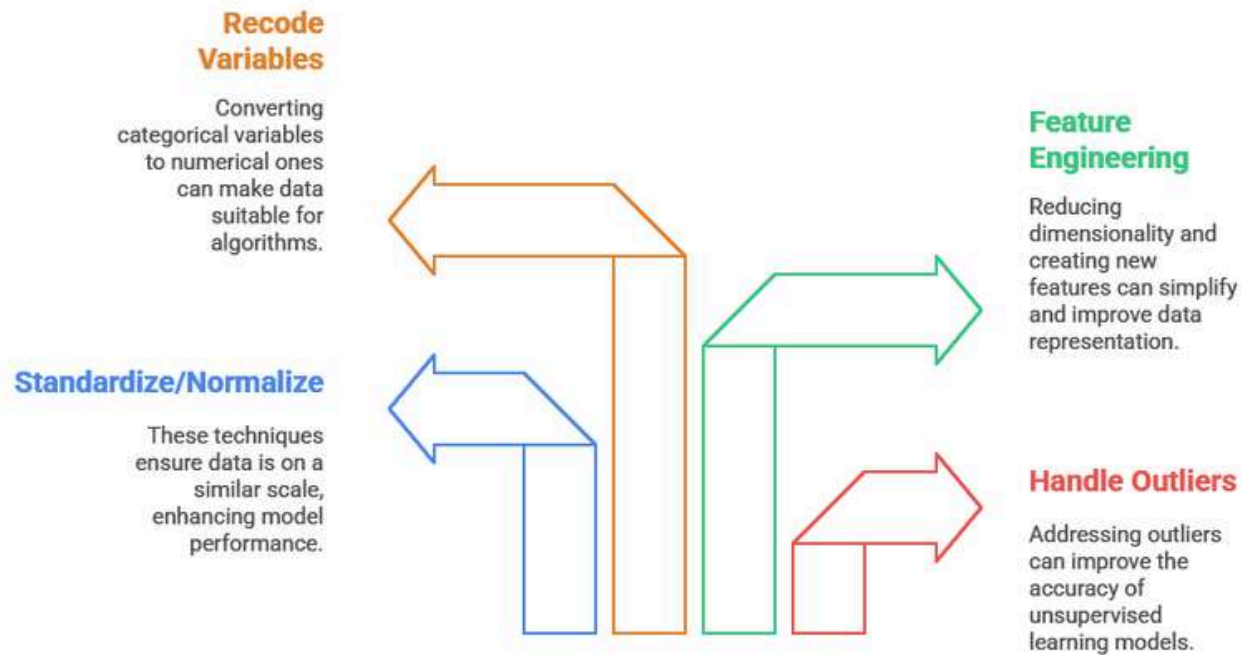 Recode
Variables
Converting
categorical variables
to numerical ones
can make data
suitable for
algorithms.
Feature
Engineering
Reducing
dimensionality and
creating new
features can simplify
and improve data
representation.
Standardize/Normalize
These techniques
ensure data is on a
similar scale,
enhancing model
performance.
Handle Outliers
Addressing outliers
can improve the
accuracy of
unsupervised
learning models.